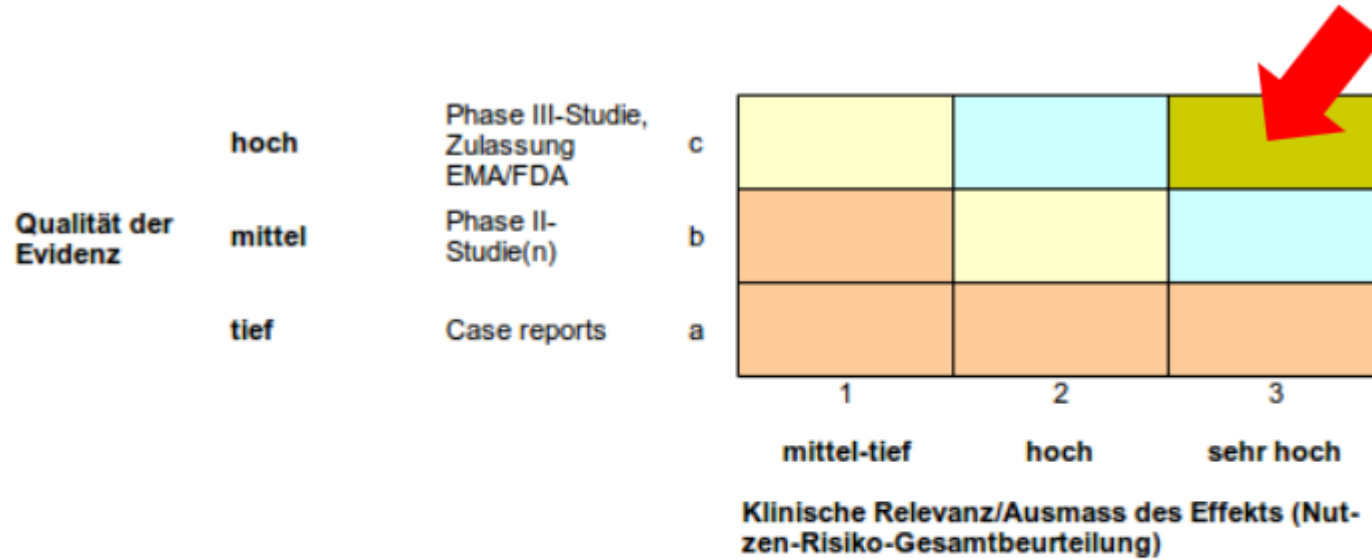 hoch Phase III-Studie,
Zulassung
EMA/FDA c
Qualität der
Evidenz
mittel Phase II-
Studie(n) b
tief Case reports a
1 2 3
mittel-tief hoch sehr hoch
Klinische Relevanz/Ausmass des Effekts (Nut-
zen-Risiko-Gesamtbeurteilung)